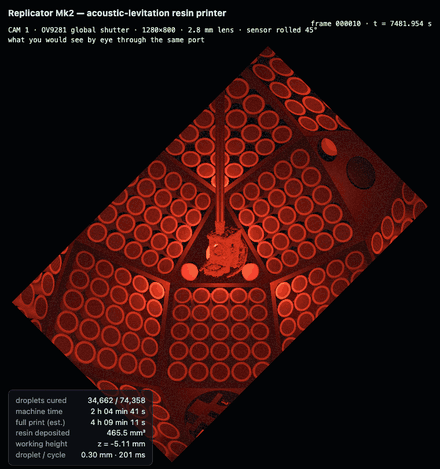 Replicator Mk2 — acoustic-levitation resin printer
frame 000010 · t = 7481.954 s
CAM 1 · OV9281 global shutter · 1280×800 · 2.8 mm lens · sensor rolled 45°
what you would see by eye through the same port
droplets cured 34,662 / 74,358
machine time 2 h 04 min 41 s
full print (est.) 4 h 09 min 11 s
resin deposited 465.5 mm³
working height z = -5.11 mm
droplet / cycle 0.30 mm · 201 ms